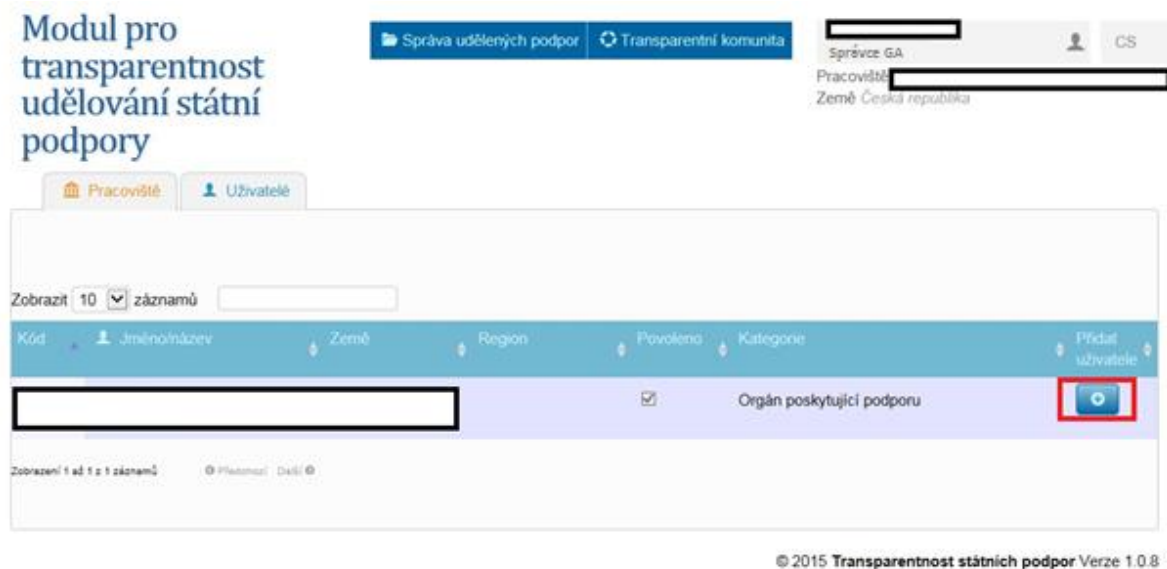 Modul pro
transparentnost
udělování státní
podpory
Správa udělených podpor Transparentní komunita
Správce GA
CS
Pracoviště
Země Česká republika
Pracoviště Uživatelé
Zobrazit 10 záznamů
Kód Jméno/název Země Region Povoleno Kategorie Přidat
uživatele
Orgán poskytující podporu
Zobrazení 1 až 1 z 1 záznamů Předchozí Další
© 2015 Transparentnost státních podpor Verze 1.0.8